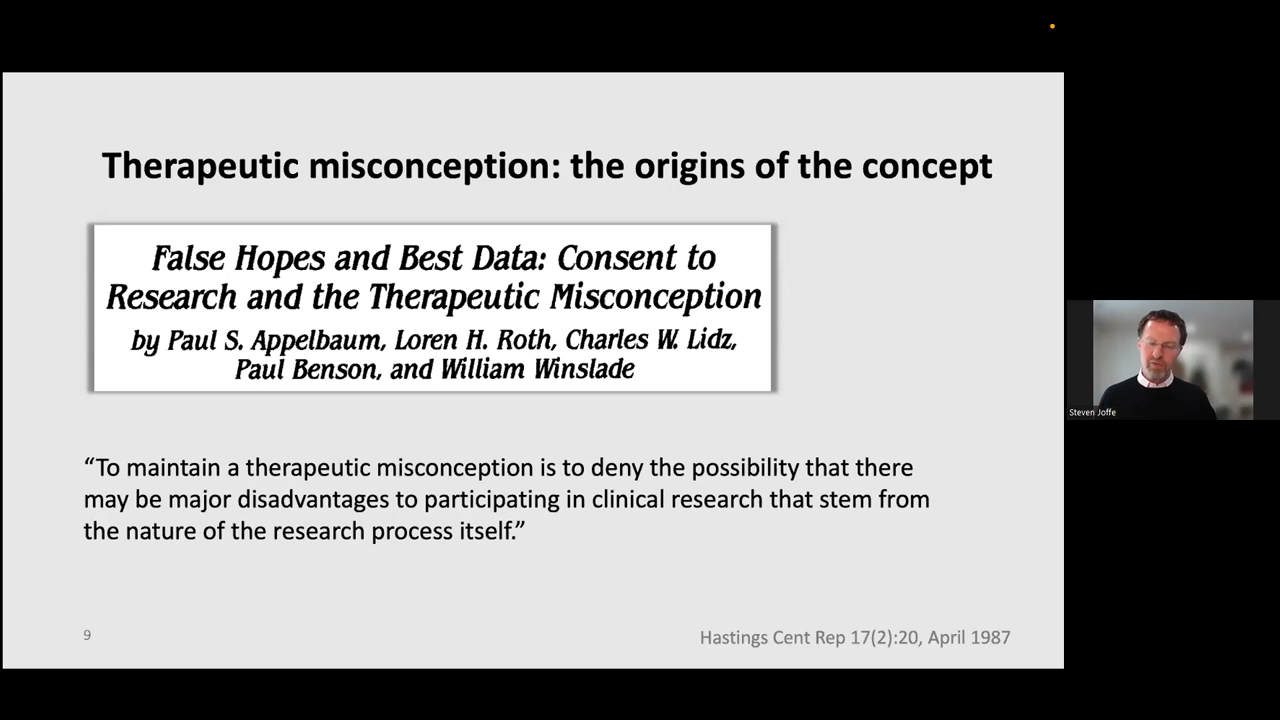 Therapeutic misconception: the origins of the concept
False Hopes and Best Data: Consent to
Research and the Therapeutic Misconception
by Paul S. Appelbaum, Loren H. Roth, Charles W. Lidz,
Paul Benson, and William Winslade
“To maintain a therapeutic misconception is to deny the possibility that there
may be major disadvantages to participating in clinical research that stem from
the nature of the research process itself.”
9
Hastings Cent Rep 17(2):20, April 1987
Steven Joffe